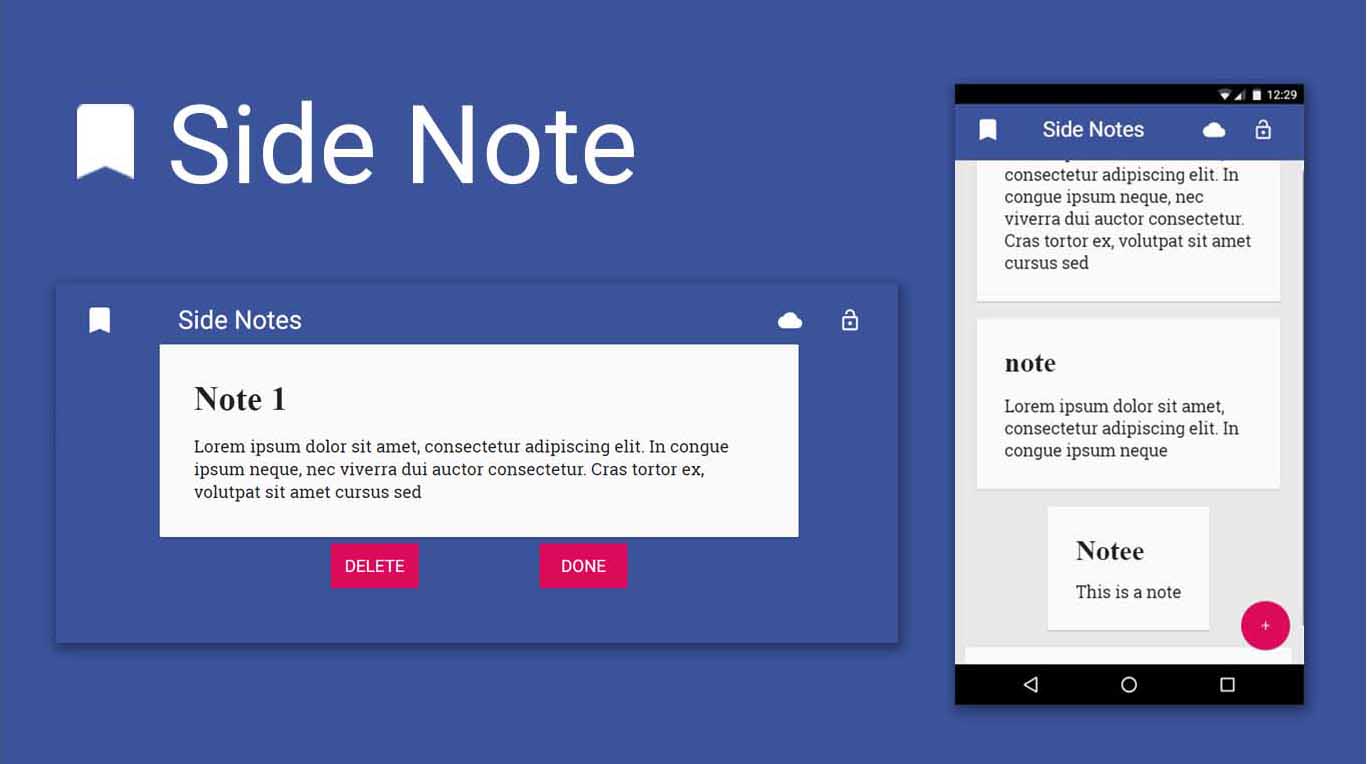 Side Note
Side Notes
Note 1
Lorem ipsum dolor sit amet, consectetur adipiscing elit. In congue
ipsum neque, nec viverra dui auctor consectetur. Cras tortor ex,
volutpat sit amet cursus sed
DELETE
DONE
12:29
Side Notes
consectetur adipiscing elit. In
congue ipsum neque, nec
viverra dui auctor consectetur.
Cras tortor ex, volutpat sit amet
cursus sed
note
Lorem ipsum dolor sit amet,
consectetur adipiscing elit. In
congue ipsum neque
Notee
This is a note
+